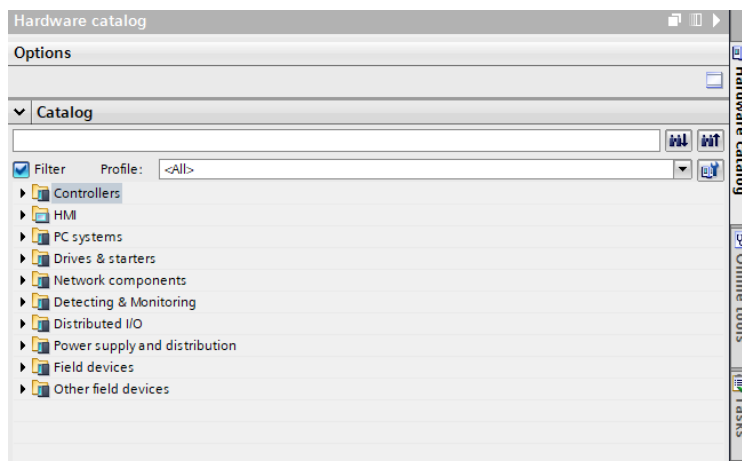 Hardware catalog
Options
Catalog
Filter
Profile:
<All>
Controllers
HMI
PC systems
Drives & starters
Network components
Detecting & Monitoring
Distributed I/O
Power supply and distribution
Field devices
Other field devices
Hardware catalog
Online tools
Tasks